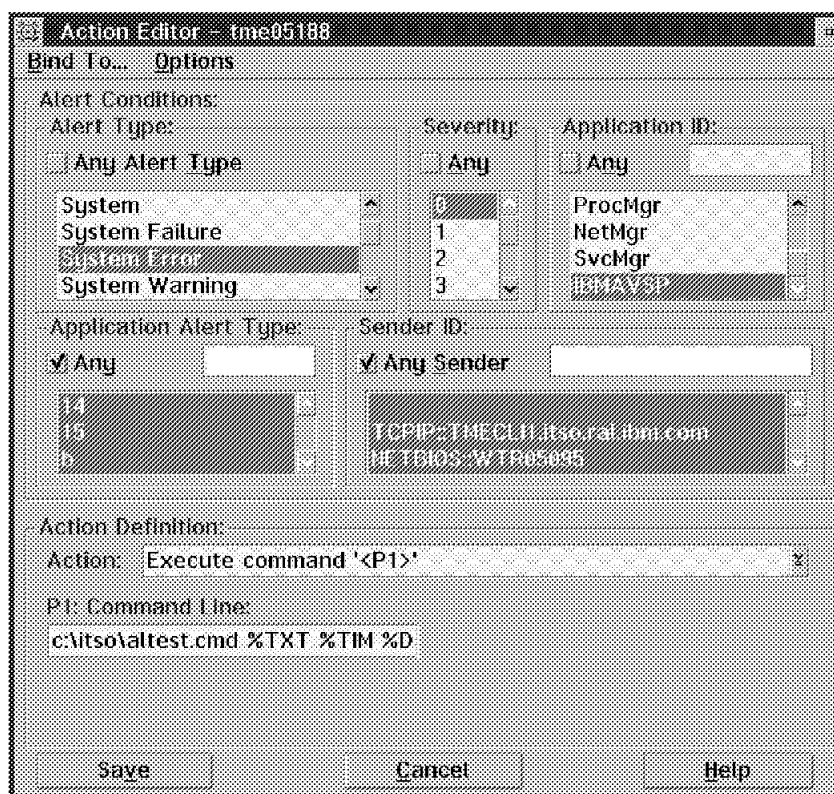 Action Editor - tme05188
Bind To... Options
Alert Conditions:
Alert Type:
Any Alert Type
System
System Failure
System Error
System Warning
Severity:
Any
0
1
2
3
Application ID:
Any
ProcMgr
NetMgr
SvcMgr
IBMAVSP
Application Alert Type:
Any
14
15
b
Sender ID:
Any Sender
TCPIP::TMECLI1.itso.ral.ibm.com
NETBIOS::WTR05095
Action Definition:
Action: Execute command '<P1>'
P1: Command Line:
c:\itso\altest.cmd %TXT %TIM %D
Save Cancel Help